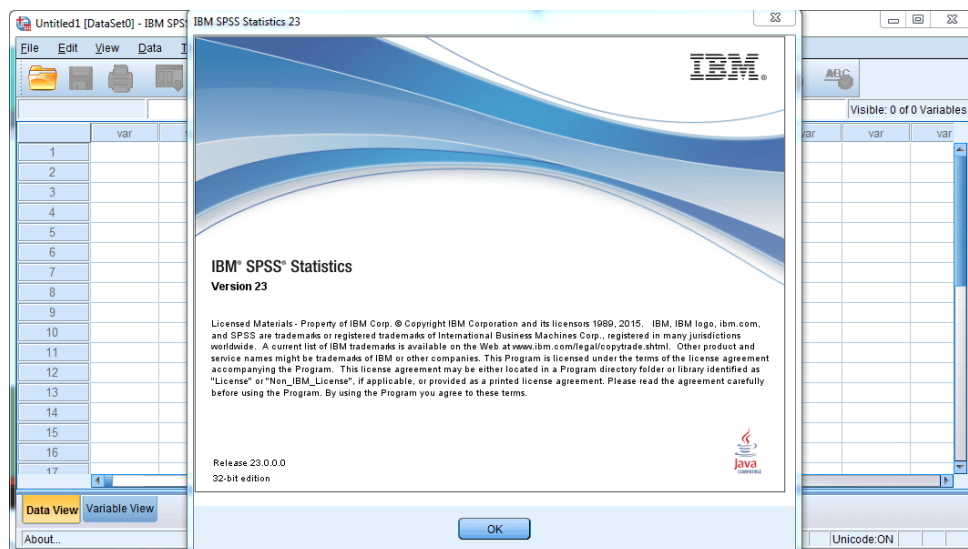 Untitled1 [DataSet0] - IBM SPS
IBM SPSS Statistics 23
File Edit View Data T
IBM®
ABC
Visible: 0 of 0 Variables
var var var var
1
2
3
4
5
6
7
8
9
10
11
12
13
14
15
16
17
IBM® SPSS® Statistics
Version 23
Licensed Materials - Property of IBM Corp. © Copyright IBM Corporation and its licensors 1989, 2015. IBM, IBM logo, ibm.com,
and SPSS are trademarks or registered trademarks of International Business Machines Corp., registered in many jurisdictions
worldwide. A current list of IBM trademarks is available on the Web at www.ibm.com/legal/copytrade.shtml. Other product and
service names might be trademarks of IBM or other companies. This Program is licensed under the terms of the license agreement
accompanying the Program. This license agreement may be either located in a Program directory folder or library identified as
"License" or "Non_IBM_License", if applicable, or provided as a printed license agreement. Please read the agreement carefully
before using the Program. By using the Program you agree to these terms.
Release 23.0.0.0
32-bit edition
Java
COMPATIBLE
Data View Variable View
OK
About... Unicode:ON